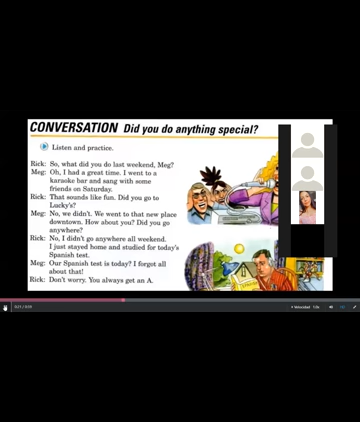 CONVERSATION Did you do anything special?
Listen and practice.
Rick: So, what did you do last weekend, Meg?
Meg: Oh, I had a great time. I went to a
karaoke bar and sang with some
friends on Saturday.
Rick: That sounds like fun. Did you go to
Lucky's?
Meg: No, we didn't. We went to that new place
downtown. How about you? Did you go
anywhere?
Rick: No, I didn't go anywhere all weekend.
I just stayed home and studied for today's
Spanish test.
Meg: Our Spanish test is today? I forgot all
about that!
Rick: Don't worry. You always get an A.